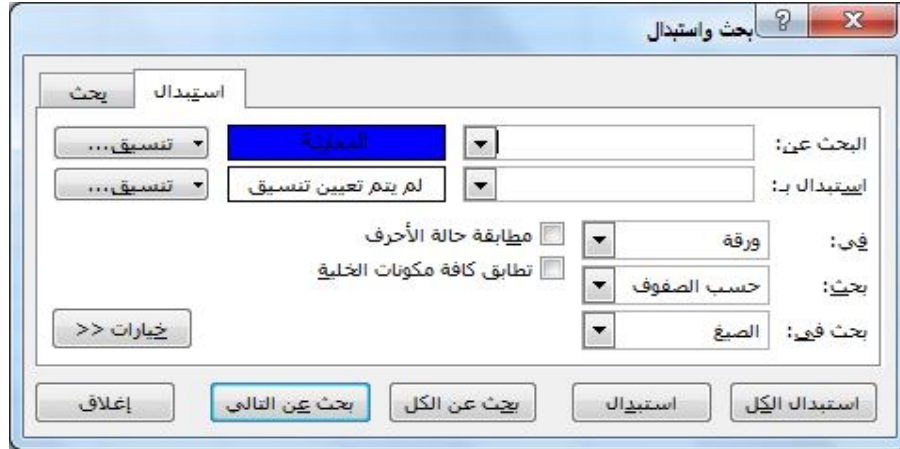 بحث واستبدال
استبدال
بحث
البحث عن:
المعاينة
تنسيق...
استبدال بـ:
لم يتم تعيين تنسيق
تنسيق...
في:
ورقة
مطابقة حالة الأحرف
بحث:
حسب الصفوف
تطابق كافة مكونات الخلية
بحث في:
الصيغ
خيارات <<
استبدال الكل
استبدال
بحث عن الكل
بحث عن التالي
إغلاق